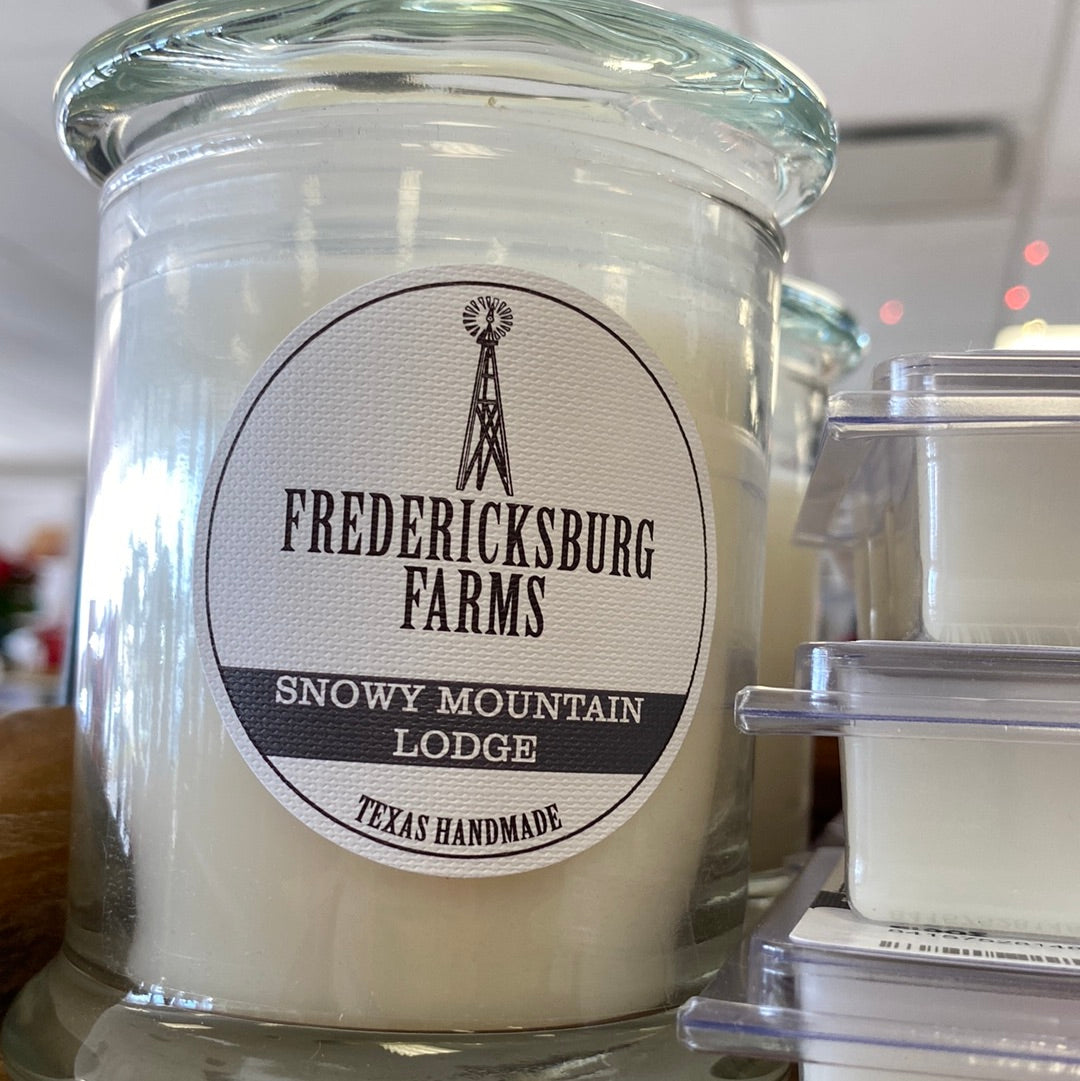 FREDERICKSBURG
FARMS
SNOWY MOUNTAIN
LODGE
TEXAS HANDMADE